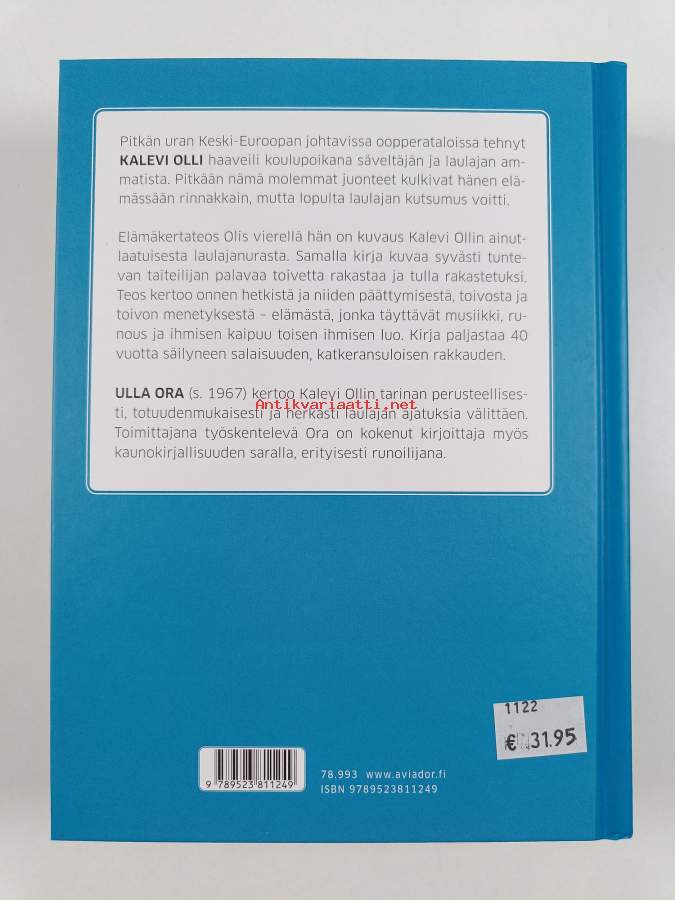 Pitkän uran Keski-Euroopan johtavissa oopperataloissa tehnyt
KALEVI OLLI haaveili koulupoikana säveltäjän ja laulajan am-
matista. Pitkään nämä molemmat juonteet kulkivat hänen elä-
mässään rinnakkain, mutta lopulta laulajan kutsumus voitti.
Elämäkertateos Olis vierellä hän on kuvaus Kalevi Ollin ainut-
laatuisesta laulajanurasta. Samalla kirja kuvaa syvästi tunte-
van taiteilijan palavaa toivetta rakastaa ja tulla rakastetuksi.
Teos kertoo onnen hetkistä ja niiden päättymisestä, toivosta ja
toivon menetyksestä – elämästä, jonka täyttävät musiikki, ru-
nous ja ihmisen kaipuu toisen ihmisen luo. Kirja paljastaa 40
vuotta säilyneen salaisuuden, katkeransuloisen rakkauden.
ULLA ORA (s. 1967) kertoo Kalevi Ollin tarinan perusteellises-
Antikvariaatti.net
ti, totuudenmukaisesti ja herkästi laulajan ajatuksia välittäen.
Toimittajana työskentelevä Ora on kokenut kirjoittaja myös
kaunokirjallisuuden saralla, erityisesti runoilijana.
1122
€ 31.95
9 789523 811249
78.993 www.aviador.fi
ISBN 9789523811249